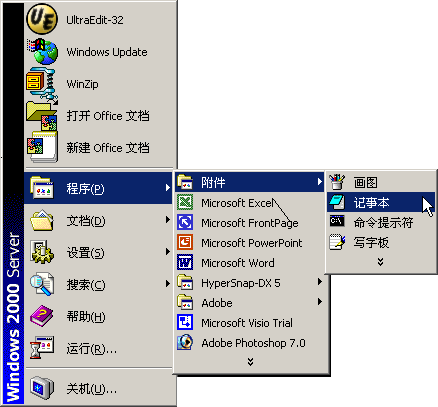 UltraEdit-32
Windows Update
WinZip
打开 Office 文档
新建 Office 文档
程序(P)
文档(D)
设置(S)
搜索(C)
帮助(H)
运行(R)...
关机(U)...
Windows 2000 Server
附件
Microsoft Excel
Microsoft FrontPage
Microsoft PowerPoint
Microsoft Word
HyperSnap-DX 5
Adobe
Microsoft Visio Trial
Adobe Photoshop 7.0
画图
记事本
命令提示符
写字板